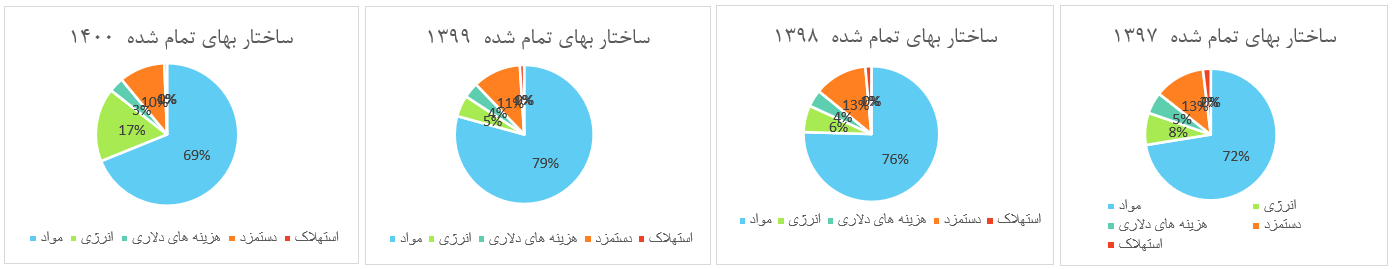 ساختار بهای تمام شده ۱۳۹۷
72%
8%
5%
13%
مواد
انرژی
هزینه های دلاری
دستمزد
استهلاک
ساختار بهای تمام شده ۱۳۹۸
76%
6%
4%
13%
مواد انرژی هزینه های دلاری دستمزد استهلاک
ساختار بهای تمام شده ۱۳۹۹
79%
5%
4%
11%
مواد انرژی هزینه های دلاری دستمزد استهلاک
ساختار بهای تمام شده ۱۴۰۰
69%
17%
3%
10%
مواد انرژی هزینه های دلاری دستمزد استهلاک